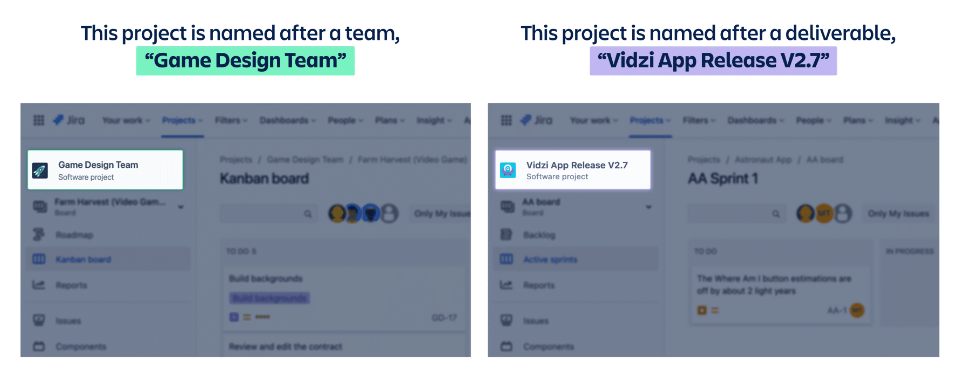 This project is named after a team,
“Game Design Team”
This project is named after a deliverable,
“Vidzi App Release V2.7”
Jira Your work Projects Filters Dashboards People Plans Insight
Game Design Team
Software project
Projects / Game Design Team / Farm Harvest (Video Game)
Kanban board
Farm Harvest (Video Gam...
Board
Only My Issues
Roadmap
Kanban board
Reports
Issues
Components
TO DO 5
Build backgrounds
Build backgrounds
GD-17
Review and edit the contract
Jira Your work Projects Filters Dashboards People Plans Insight
Vidzi App Release V2.7
Software project
Projects / Astronaut App / AA board
AA Sprint 1
AA board
Board
MT
Only My Issues
Backlog
Active sprints
Reports
Issues
Components
TO DO
IN PROGRESS
The Where Am I button estimations are
off by about 2 light years
AA-1 MT